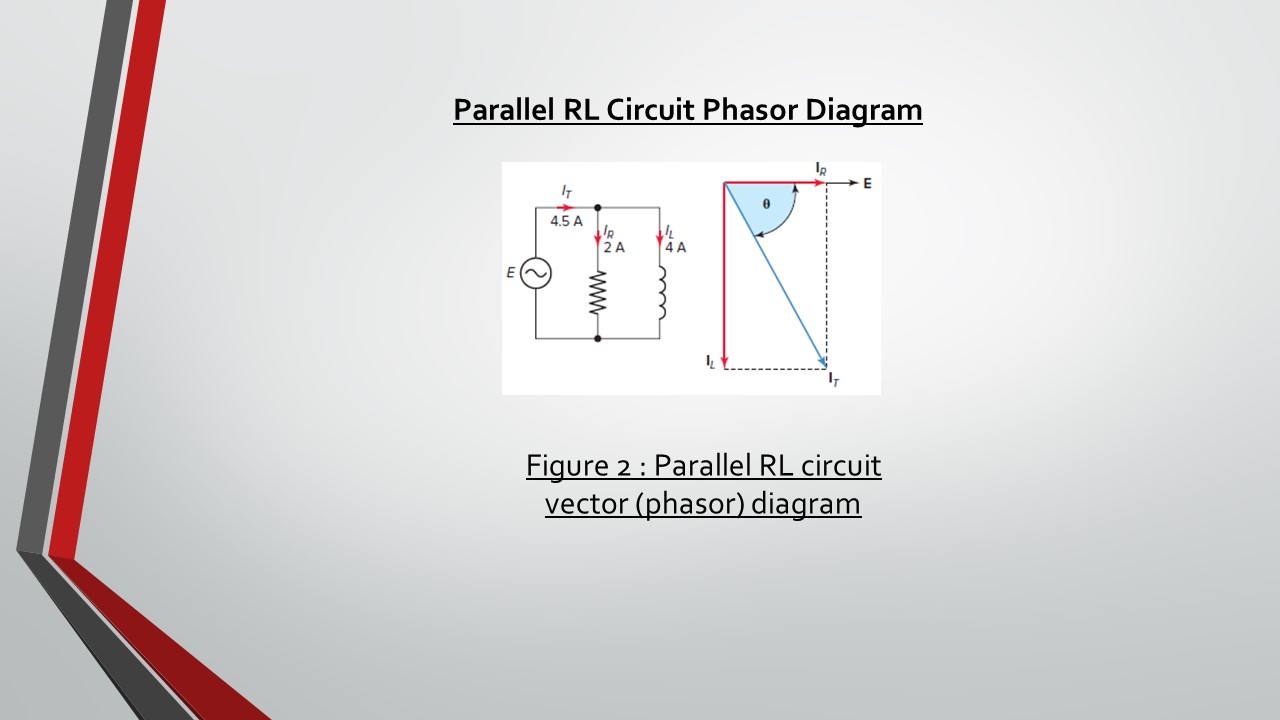 Parallel RL Circuit Phasor Diagram
I_T
4.5 A
I_R
2 A
I_L
4 A
E
I_R
E
θ
I_L
I_T
Figure 2 : Parallel RL circuit
vector (phasor) diagram